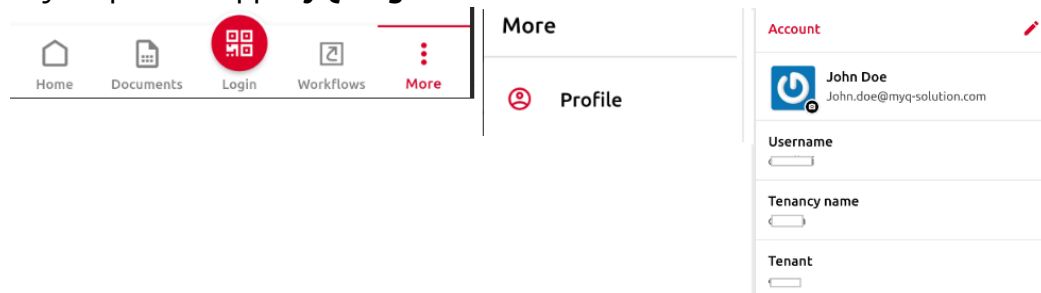 Home
Documents
Login
Workflows
More
More
Profile
Account
John Doe
John.doe@myq-solution.com
Username
Tenancy name
Tenant